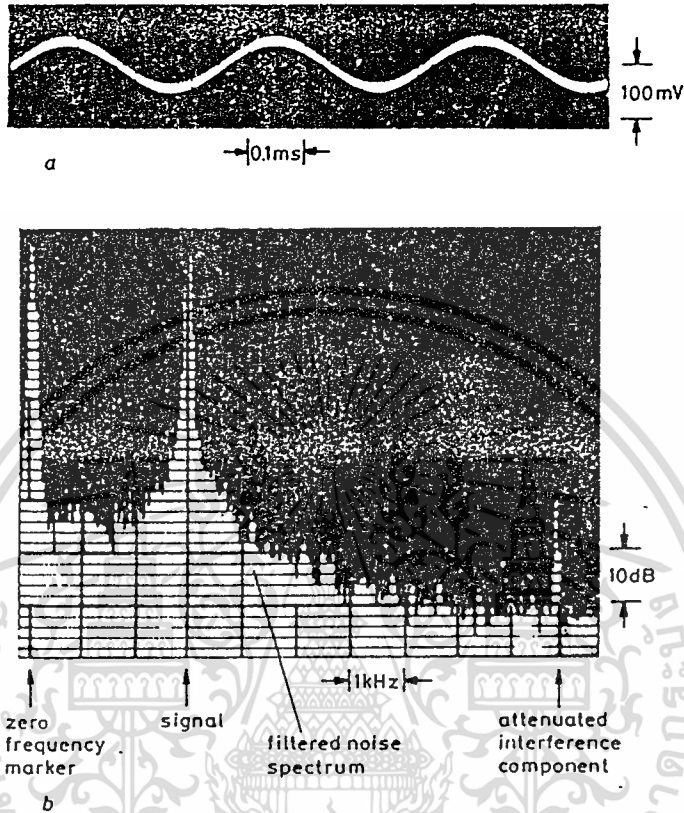 100mV
0.1ms
a
10dB
1kHz
zero
frequency
marker
signal
filtered noise
spectrum
attenuated
interference
component
b